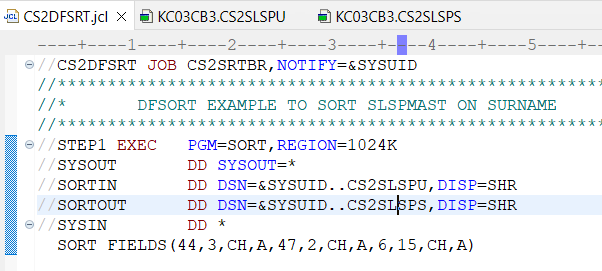 CS2DFSRT.jcl KC03CB3.CS2SLSPU KC03CB3.CS2SLSPS
----+----1----+----2----+----3----+----4----+----5----+
//CS2DFSRT JOB CS2SRTBR,NOTIFY=&SYSUID
//*****************************************************
//*       DFSORT EXAMPLE TO SORT SLSPMAST ON SURNAME
//*****************************************************
//STEP1 EXEC   PGM=SORT,REGION=1024K
//SYSOUT       DD SYSOUT=*
//SORTIN       DD DSN=&SYSUID..CS2SLSPU,DISP=SHR
//SORTOUT      DD DSN=&SYSUID..CS2SLSPS,DISP=SHR
//SYSIN        DD *
  SORT FIELDS(44,3,CH,A,47,2,CH,A,6,15,CH,A)